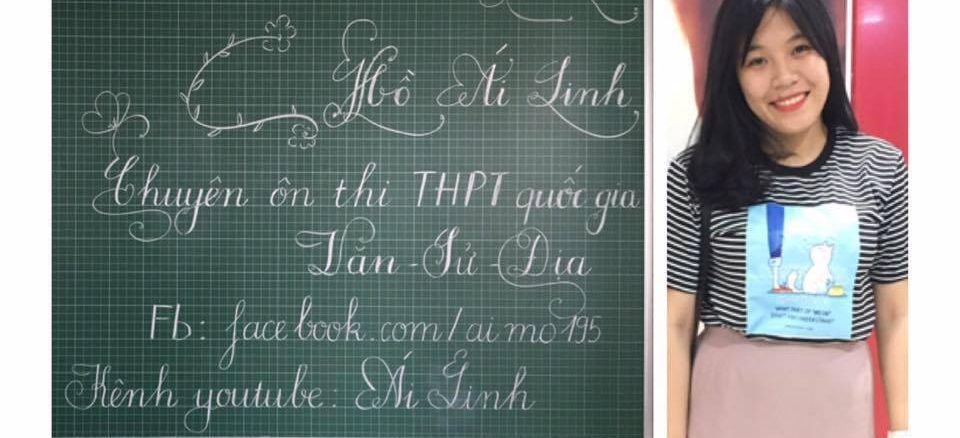 Hồ Ái Linh
Chuyên ôn thi THPT quốc gia
Văn - Sử - Địa
Fb: facebook.com/aimo195
Kênh youtube: Ái Linh
WHAT PART OF "MEOW"
DON'T YOU UNDERSTAND?